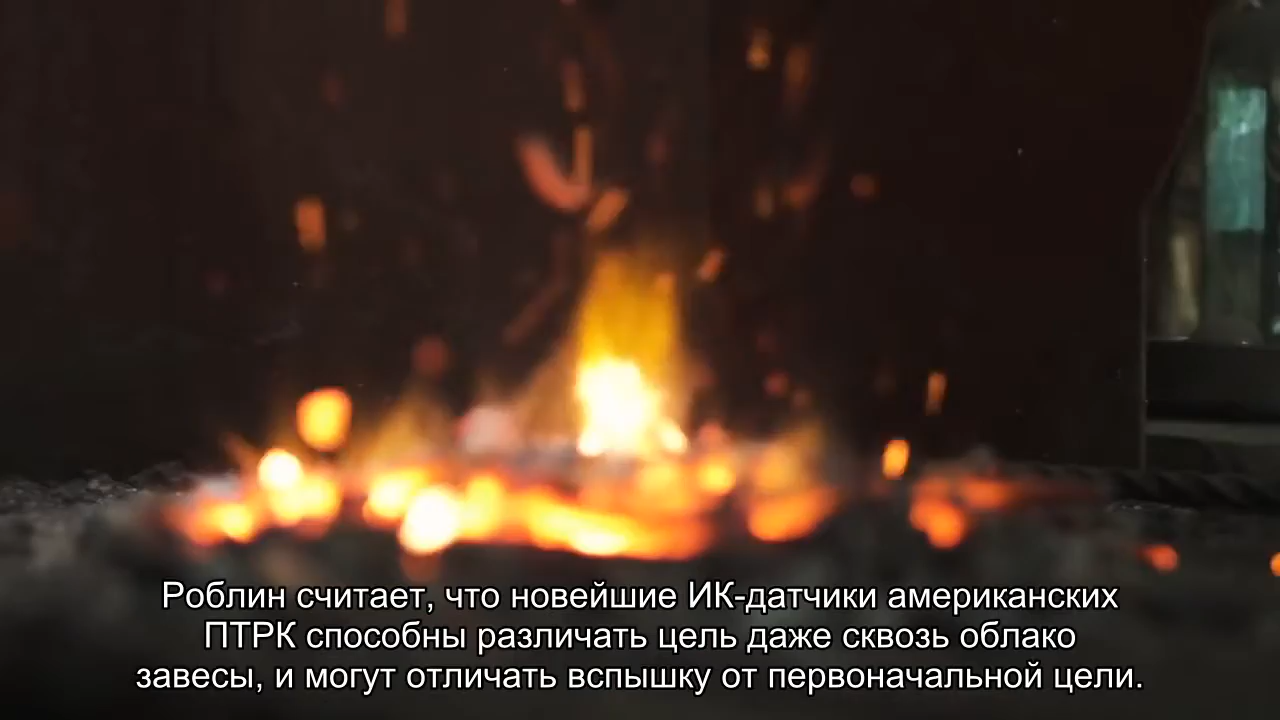 Роблин считает, что новейшие ИК-датчики американских
ПТРК способны различать цель даже сквозь облако
завесы, и могут отличать вспышку от первоначальной цели.